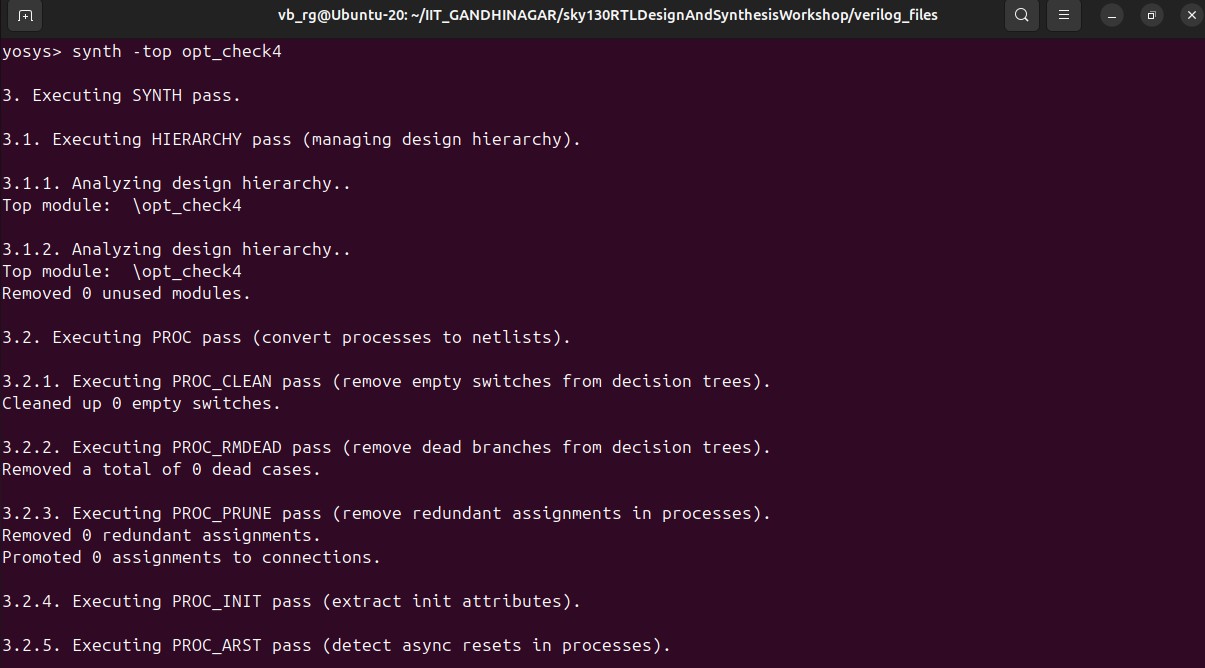 vb_rg@Ubuntu-20: ~/IIT_GANDHINAGAR/sky130RTLDesignAndSynthesisWorkshop/verilog_files
yosys> synth -top opt_check4
3. Executing SYNTH pass.
3.1. Executing HIERARCHY pass (managing design hierarchy).
3.1.1. Analyzing design hierarchy..
Top module:  \opt_check4
3.1.2. Analyzing design hierarchy..
Top module:  \opt_check4
Removed 0 unused modules.
3.2. Executing PROC pass (convert processes to netlists).
3.2.1. Executing PROC_CLEAN pass (remove empty switches from decision trees).
Cleaned up 0 empty switches.
3.2.2. Executing PROC_RMDEAD pass (remove dead branches from decision trees).
Removed a total of 0 dead cases.
3.2.3. Executing PROC_PRUNE pass (remove redundant assignments in processes).
Removed 0 redundant assignments.
Promoted 0 assignments to connections.
3.2.4. Executing PROC_INIT pass (extract init attributes).
3.2.5. Executing PROC_ARST pass (detect async resets in processes).